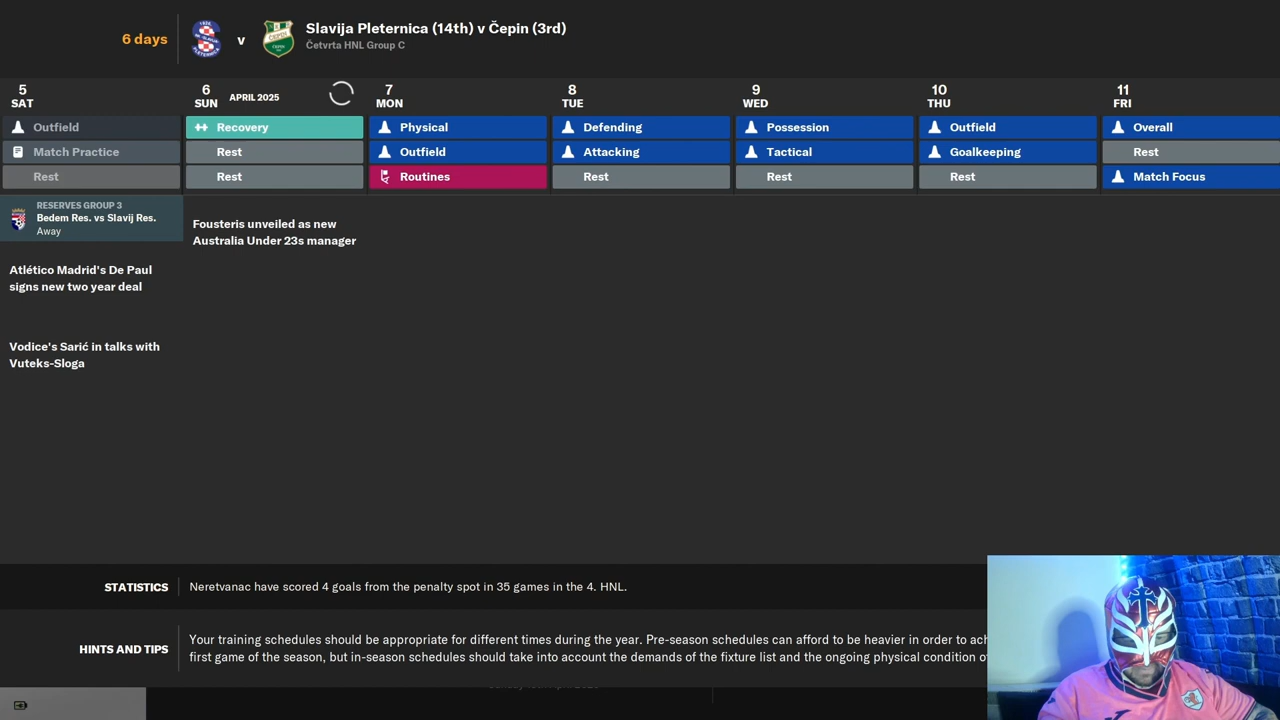 6 days
v
Slavija Pleternica (14th) v Čepin (3rd)
Četvrta HNL Group C
5
SAT
6
SUN
APRIL 2025
7
MON
8
TUE
9
WED
10
THU
11
FRI
Outfield
Recovery
Physical
Defending
Possession
Outfield
Overall
Match Practice
Rest
Outfield
Attacking
Tactical
Goalkeeping
Rest
Rest
Rest
Routines
Rest
Rest
Rest
Match Focus
RESERVES GROUP 3
Bedem Res. vs Slavij Res.
Away
Fousteris unveiled as new
Australia Under 23s manager
Atlético Madrid's De Paul
signs new two year deal
Vodice's Sarić in talks with
Vuteks-Sloga
STATISTICS
Neretvanac have scored 4 goals from the penalty spot in 35 games in the 4. HNL.
HINTS AND TIPS
Your training schedules should be appropriate for different times during the year. Pre-season schedules can afford to be heavier in order to
first game of the season, but in-season schedules should take into account the demands of the fixture list and the ongoing physical condition